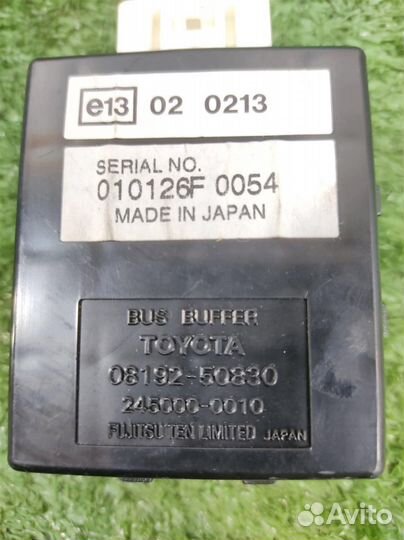 e13 02 0213
SERIAL NO.
010126F 0054
MADE IN JAPAN
BUS BUFFER
TOYOTA
08192-50830
245000-0010
FUJITSU TEN LIMITED JAPAN
Avito